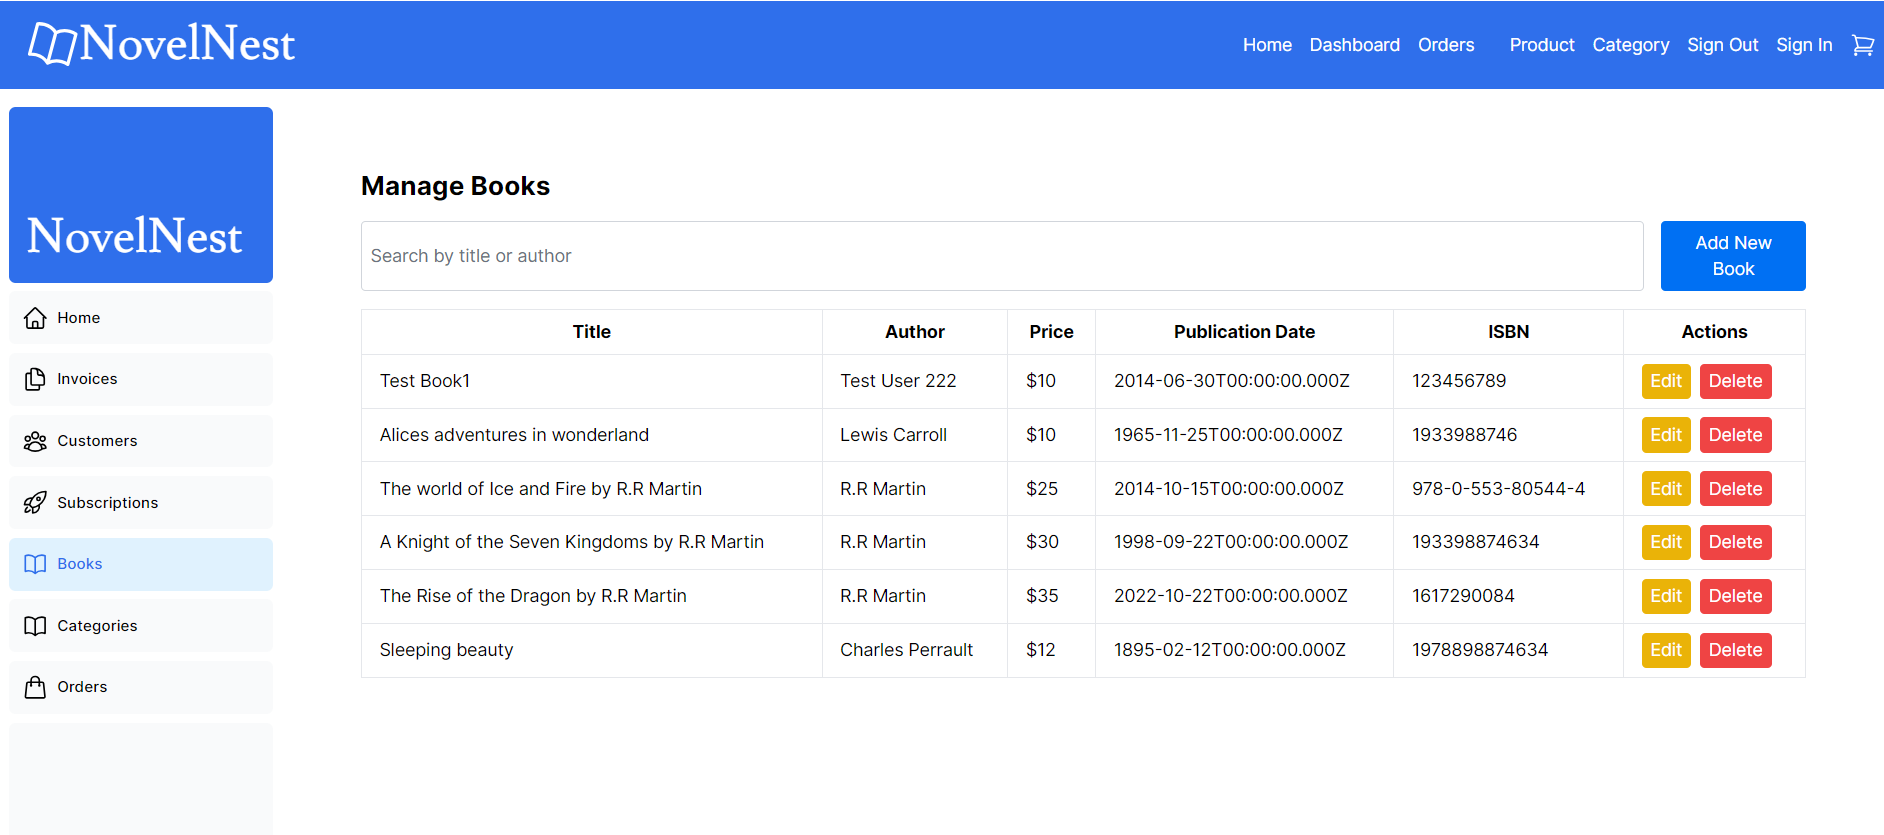 NovelNest
Home Dashboard Orders Product Category Sign Out Sign In
NovelNest
Home
Invoices
Customers
Subscriptions
Books
Categories
Orders
Manage Books
Search by title or author
Add New
Book
Title Author Price Publication Date ISBN Actions
Test Book1 Test User 222 $10 2014-06-30T00:00:00.000Z 123456789 Edit Delete
Alices adventures in wonderland Lewis Carroll $10 1965-11-25T00:00:00.000Z 1933988746 Edit Delete
The world of Ice and Fire by R.R Martin R.R Martin $25 2014-10-15T00:00:00.000Z 978-0-553-80544-4 Edit Delete
A Knight of the Seven Kingdoms by R.R Martin R.R Martin $30 1998-09-22T00:00:00.000Z 193398874634 Edit Delete
The Rise of the Dragon by R.R Martin R.R Martin $35 2022-10-22T00:00:00.000Z 1617290084 Edit Delete
Sleeping beauty Charles Perrault $12 1895-02-12T00:00:00.000Z 1978898874634 Edit Delete